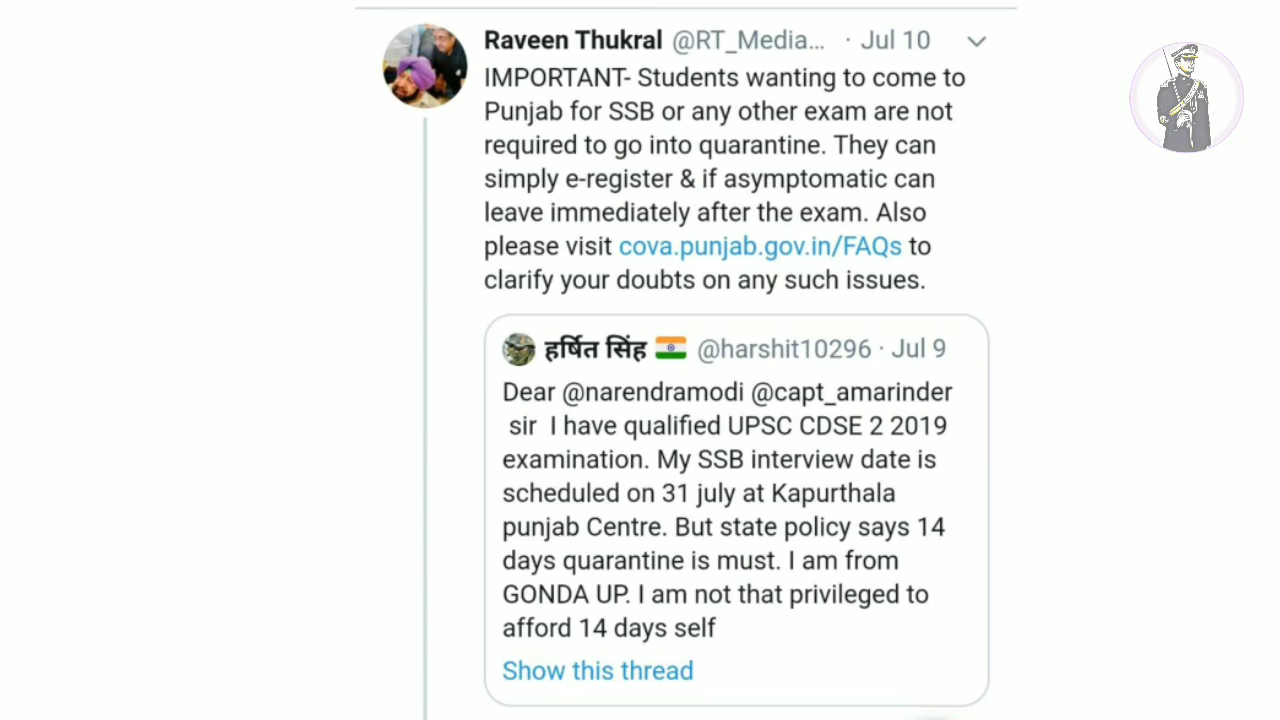 Raveen Thukral @RT_Media... · Jul 10
IMPORTANT- Students wanting to come to
Punjab for SSB or any other exam are not
required to go into quarantine. They can
simply e-register & if asymptomatic can
leave immediately after the exam. Also
please visit cova.punjab.gov.in/FAQs to
clarify your doubts on any such issues.
हर्षित सिंह 🇮🇳 @harshit10296 · Jul 9
Dear @narendramodi @capt_amarinder
sir I have qualified UPSC CDSE 2 2019
examination. My SSB interview date is
scheduled on 31 july at Kapurthala
punjab Centre. But state policy says 14
days quarantine is must. I am from
GONDA UP. I am not that privileged to
afford 14 days self
Show this thread